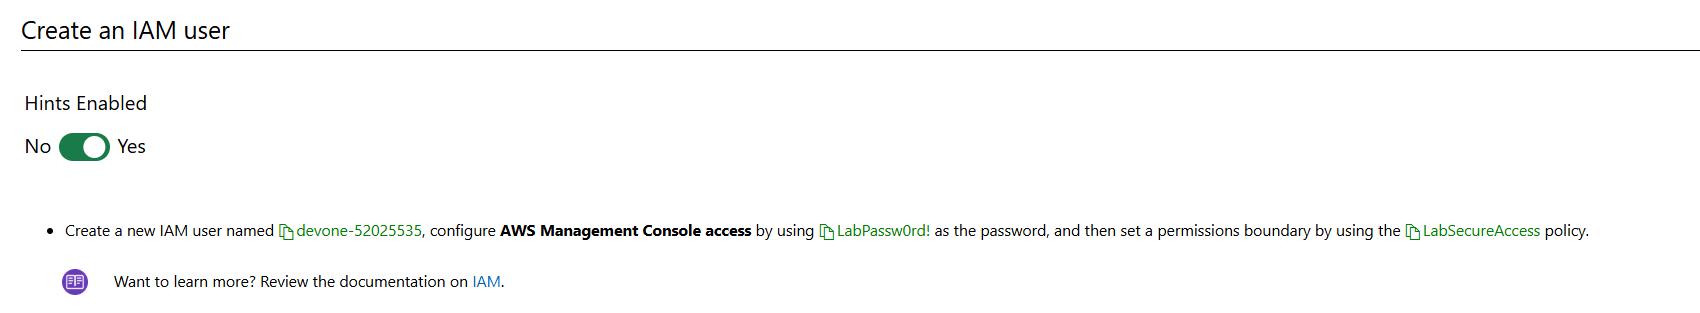 Create an IAM user
Hints Enabled
No Yes
• Create a new IAM user named devone-52025535, configure AWS Management Console access by using LabPassw0rd! as the password, and then set a permissions boundary by using the LabSecureAccess policy.
Want to learn more? Review the documentation on IAM.